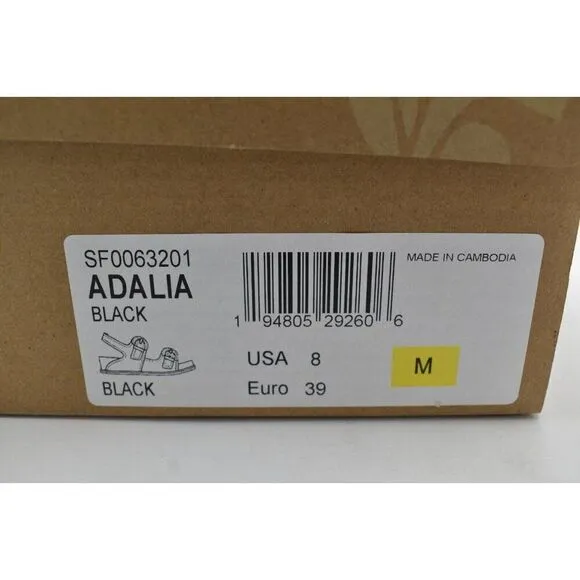 SF0063201
ADALIA
BLACK
BLACK
1 94805 29260 6
USA 8
Euro 39
MADE IN CAMBODIA
M